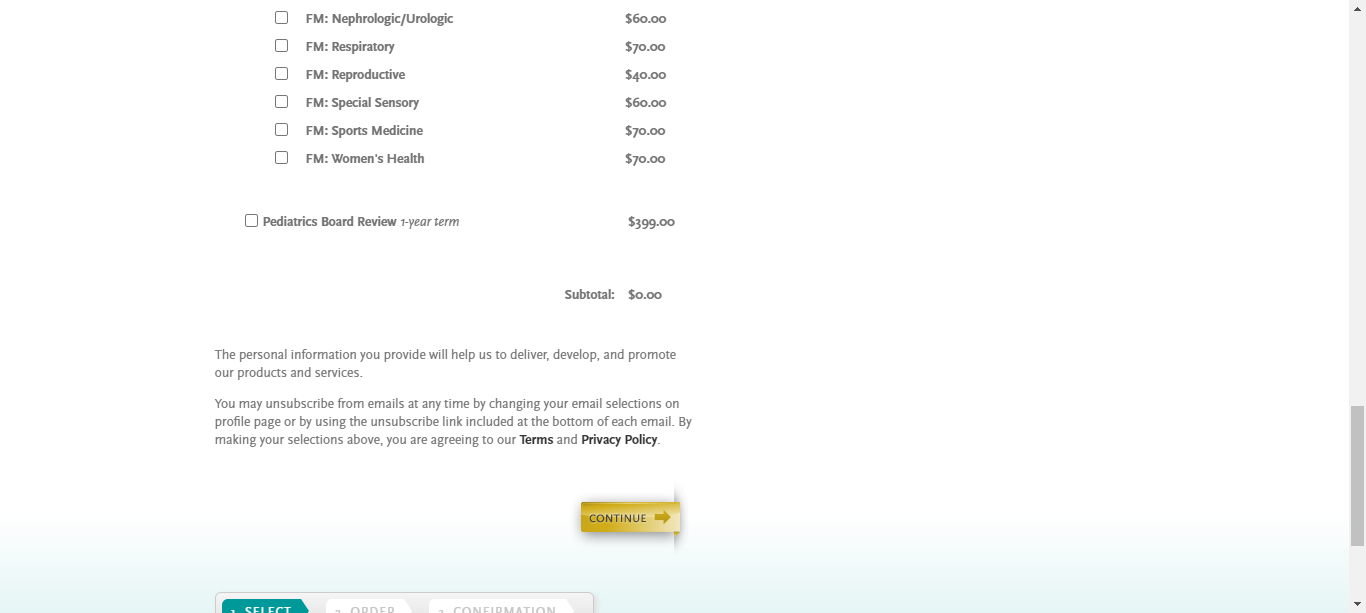 FM: Nephrologic/Urologic $60.00
FM: Respiratory $70.00
FM: Reproductive $40.00
FM: Special Sensory $60.00
FM: Sports Medicine $70.00
FM: Women's Health $70.00
Pediatrics Board Review 1-year term $399.00
Subtotal: $0.00
The personal information you provide will help us to deliver, develop, and promote
our products and services.
You may unsubscribe from emails at any time by changing your email selections on
profile page or by using the unsubscribe link included at the bottom of each email. By
making your selections above, you are agreeing to our Terms and Privacy Policy.
CONTINUE
1 SELECT 2 ORDER 3 CONFIRMATION